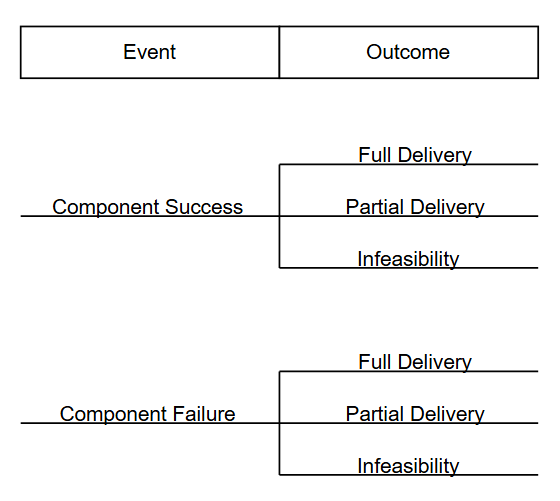 Event
Outcome
Full Delivery
Component Success
Partial Delivery
Infeasibility
Full Delivery
Component Failure
Partial Delivery
Infeasibility